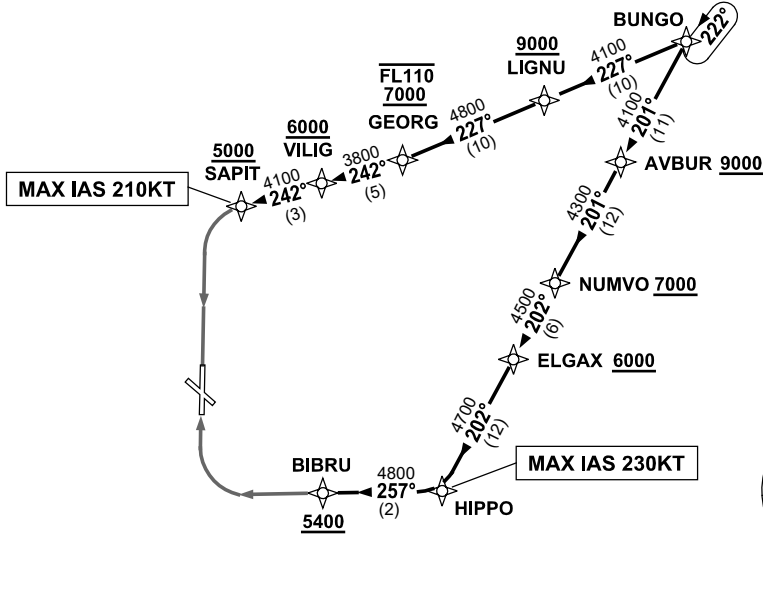 BUNGO
222°
9000
LIGNU
4100
227°
(10)
FL110
7000
GEORG
4800
227°
(10)
4100
201°
(11)
6000
VILIG
3800
242°
(5)
AVBUR 9000
5000
SAPIT
4100
242°
(3)
MAX IAS 210KT
4300
201°
(12)
NUMVO 7000
4500
202°
(6)
ELGAX 6000
4700
202°
(12)
MAX IAS 230KT
BIBRU
4800
257°
(2)
HIPPO
5400